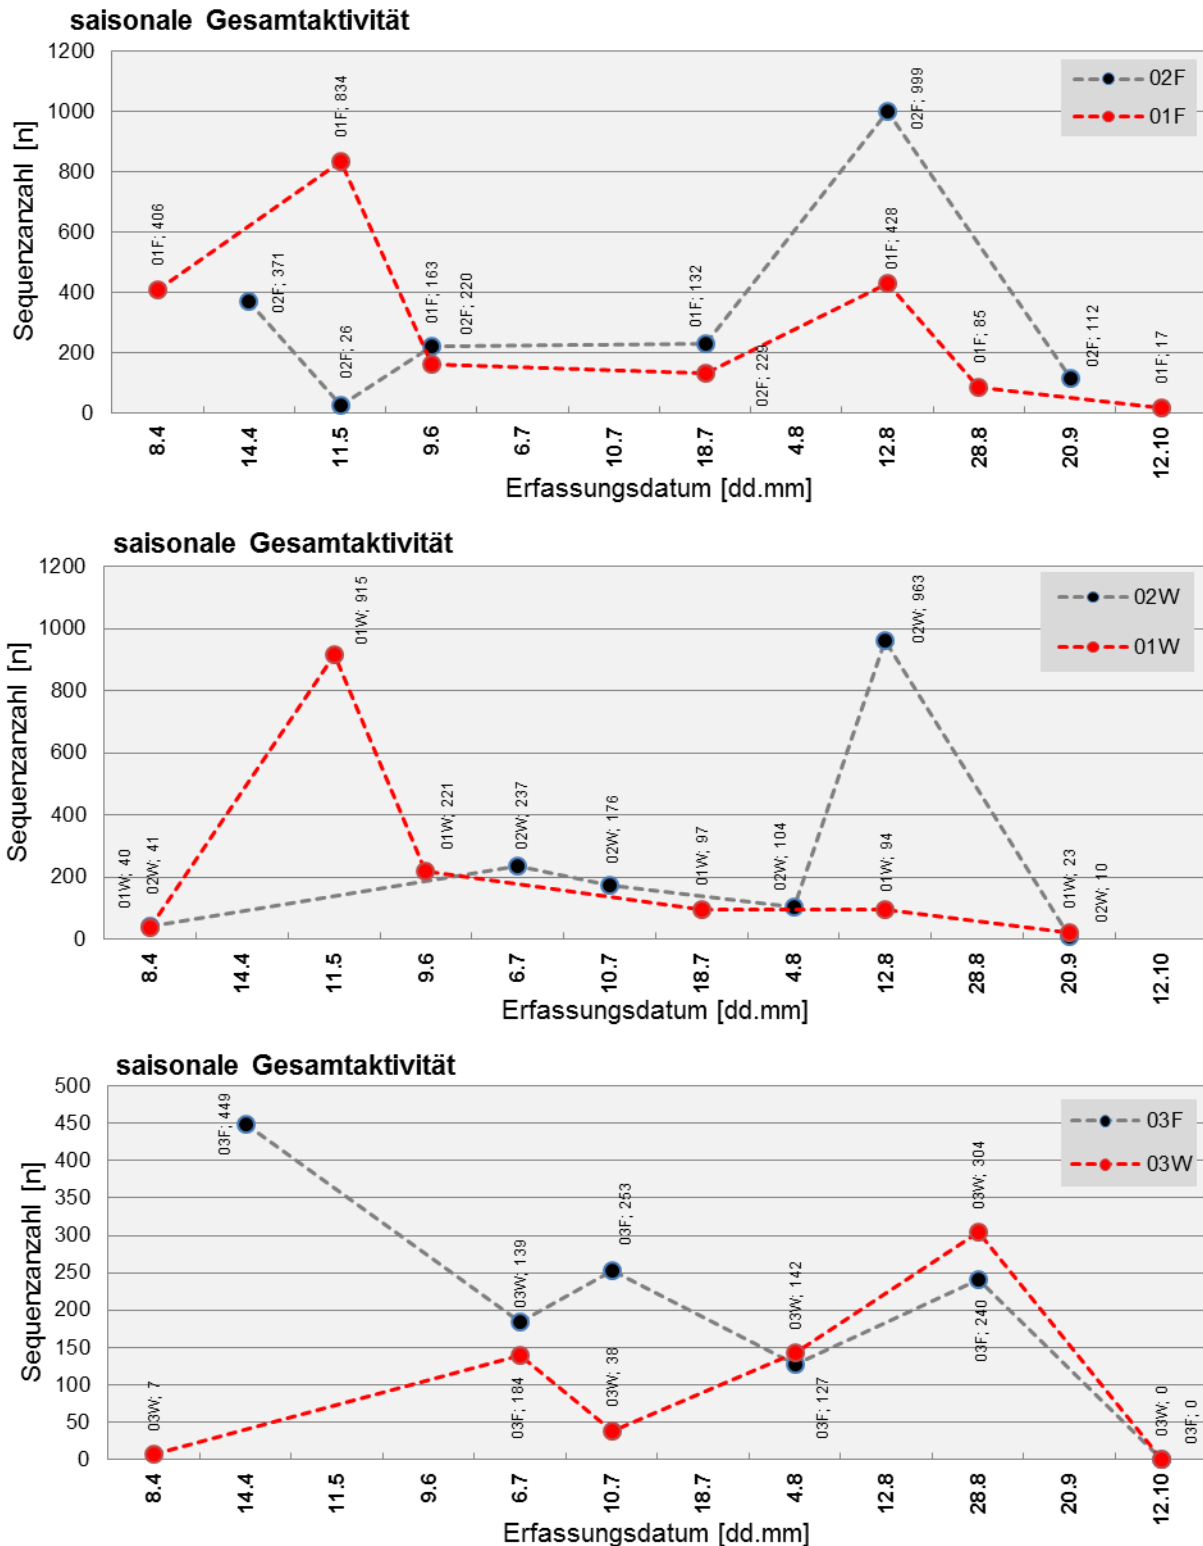 saisonale Gesamtaktivität
Sequenzanzahl [n]
1200
1000
800
600
400
200
0
02F
01F
01F; 406
02F; 371
01F; 834
02F; 26
01F; 163
02F; 220
01F; 132
02F; 229
02F; 999
01F; 428
01F; 85
02F; 112
01F; 17
8.4
14.4
11.5
9.6
6.7
10.7
18.7
4.8
12.8
28.8
20.9
12.10
Erfassungsdatum [dd.mm]
saisonale Gesamtaktivität
Sequenzanzahl [n]
1200
1000
800
600
400
200
0
02W
01W
01W; 40
02W; 41
01W; 915
01W; 221
02W; 237
02W; 176
01W; 97
02W; 104
01W; 94
02W; 963
01W; 23
02W; 10
8.4
14.4
11.5
9.6
6.7
10.7
18.7
4.8
12.8
28.8
20.9
12.10
Erfassungsdatum [dd.mm]
saisonale Gesamtaktivität
Sequenzanzahl [n]
500
450
400
350
300
250
200
150
100
50
0
03F
03W
03W; 7
03F; 449
03W; 139
03F; 184
03F; 253
03W; 38
03W; 142
03F; 127
03W; 304
03F; 240
03W; 0
03F; 0
8.4
14.4
11.5
9.6
6.7
10.7
18.7
4.8
12.8
28.8
20.9
12.10
Erfassungsdatum [dd.mm]